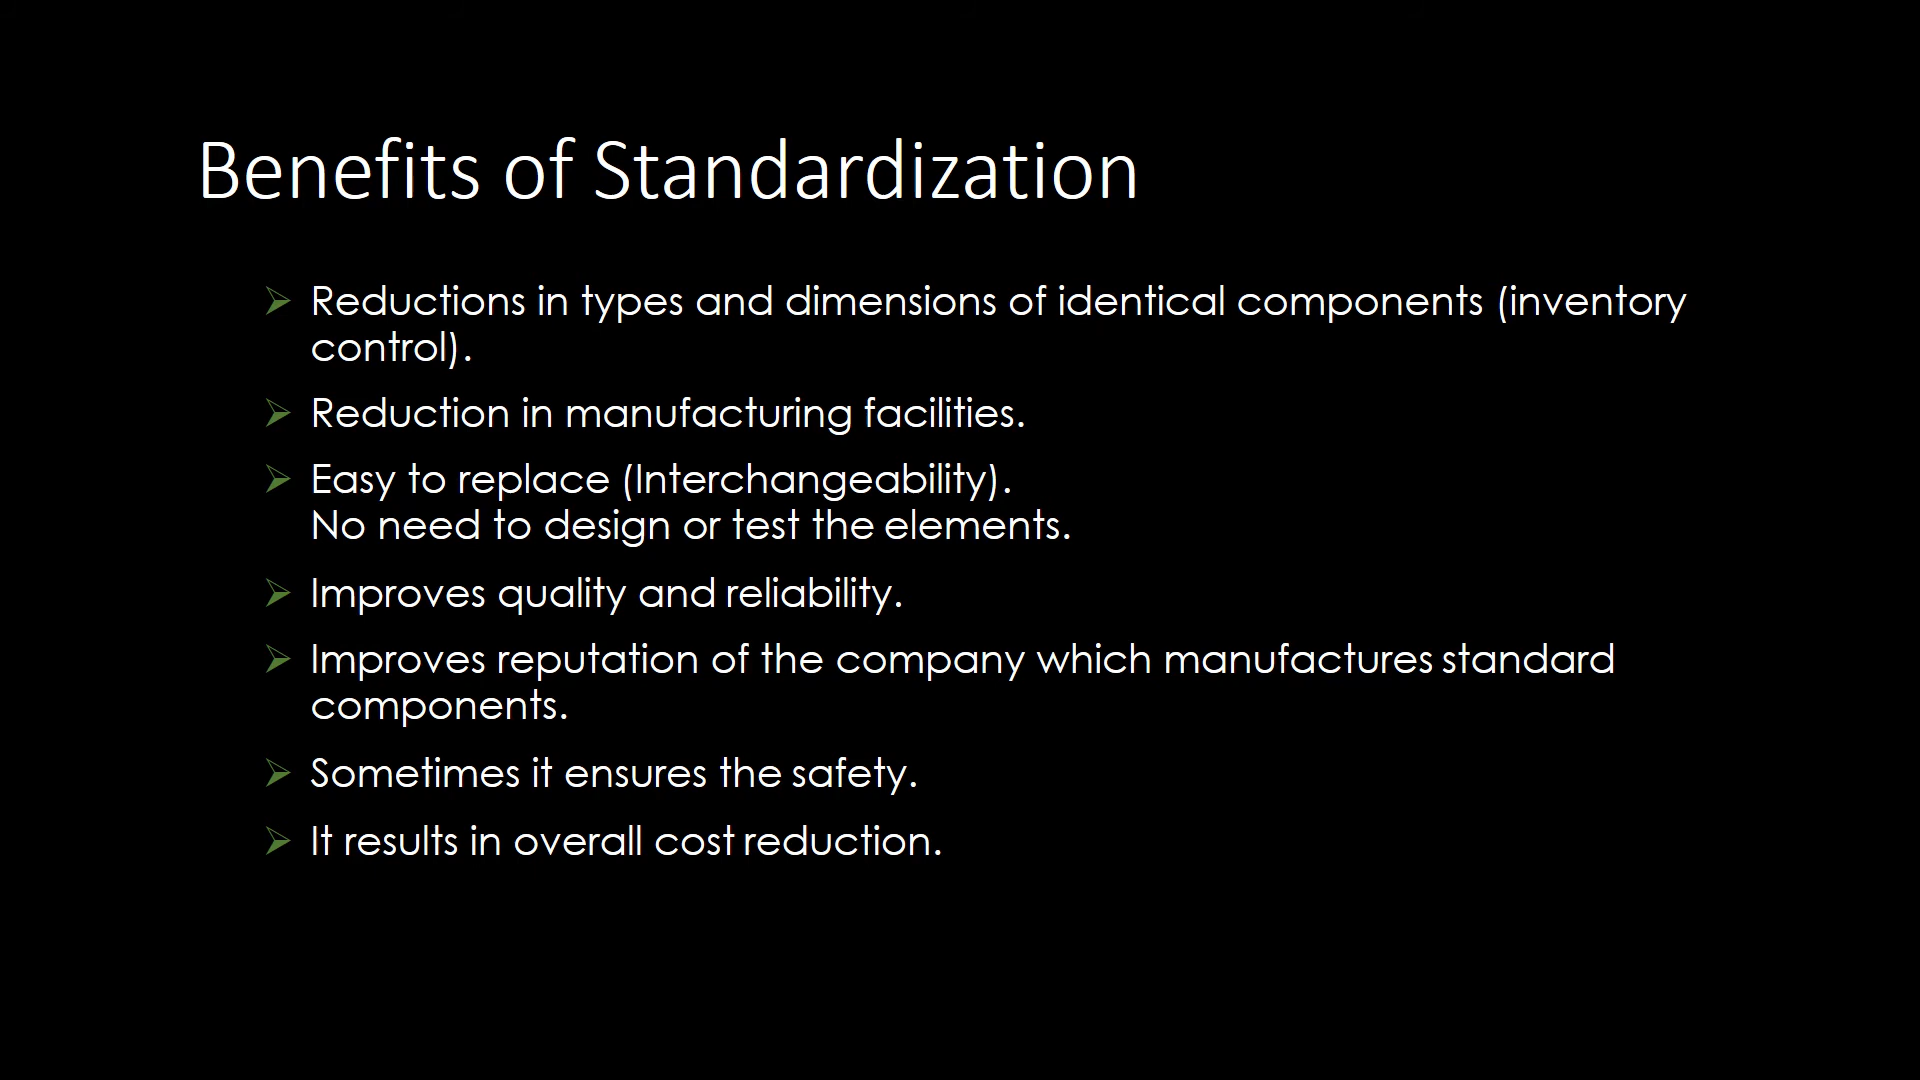 Benefits of Standardization
Reductions in types and dimensions of identical components (inventory
control).
Reduction in manufacturing facilities.
Easy to replace (Interchangeability).
No need to design or test the elements.
Improves quality and reliability.
Improves reputation of the company which manufactures standard
components.
Sometimes it ensures the safety.
It results in overall cost reduction.